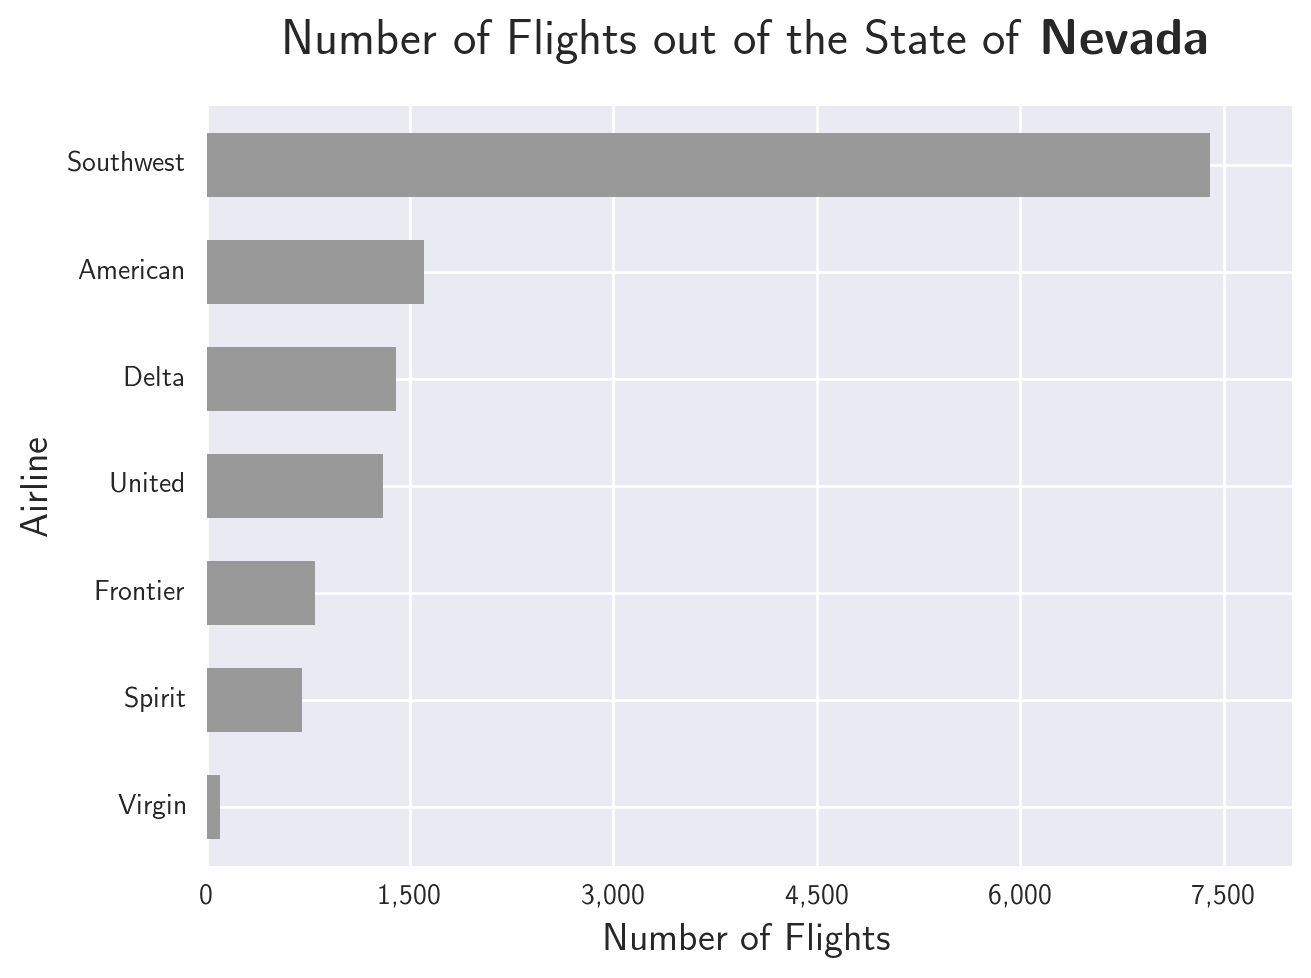 Number of Flights out of the State of Nevada
Southwest
American
Delta
United
Frontier
Spirit
Virgin
Airline
0 1,500 3,000 4,500 6,000 7,500
Number of Flights